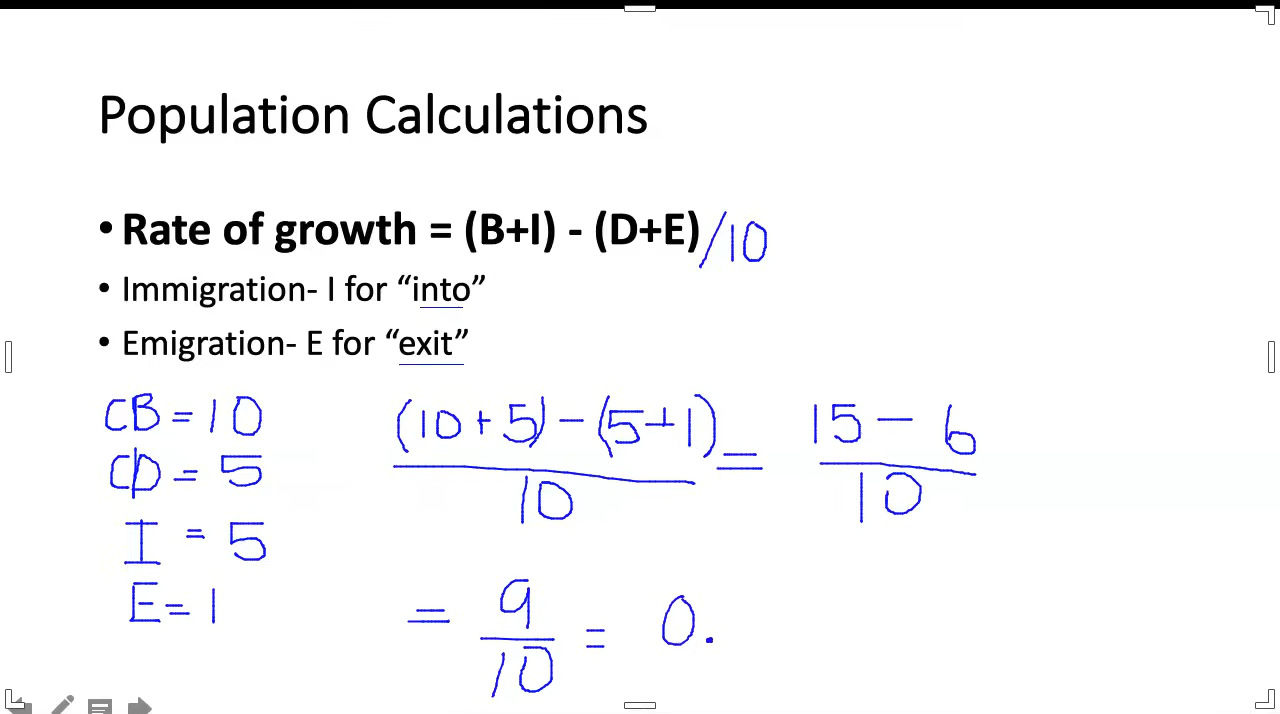 Population Calculations
• Rate of growth = (B+I) - (D+E)/10
• Immigration- I for “into”
• Emigration- E for “exit”
CB = 10
CD = 5
I = 5
E = 1
(10 + 5) - (5 + 1) = 15 - 6
10 10
= 9 = 0.
10